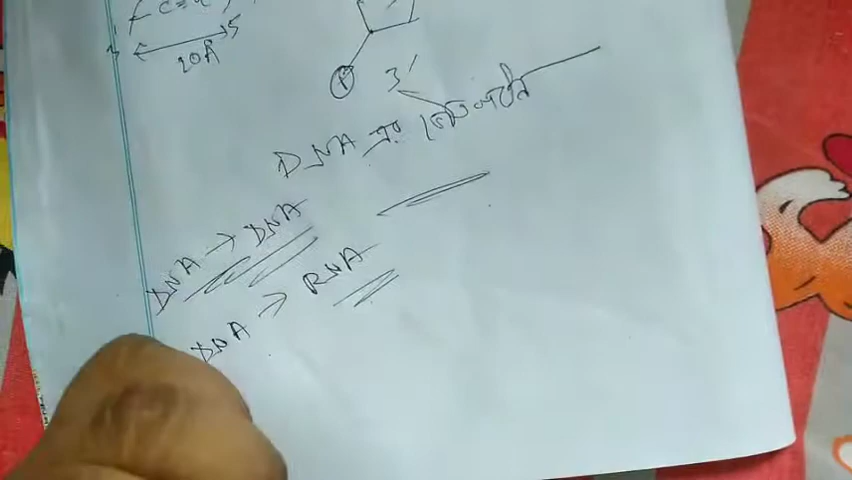 20Å
P
3'
DNA এর
DNA → DNA
DNA → RNA